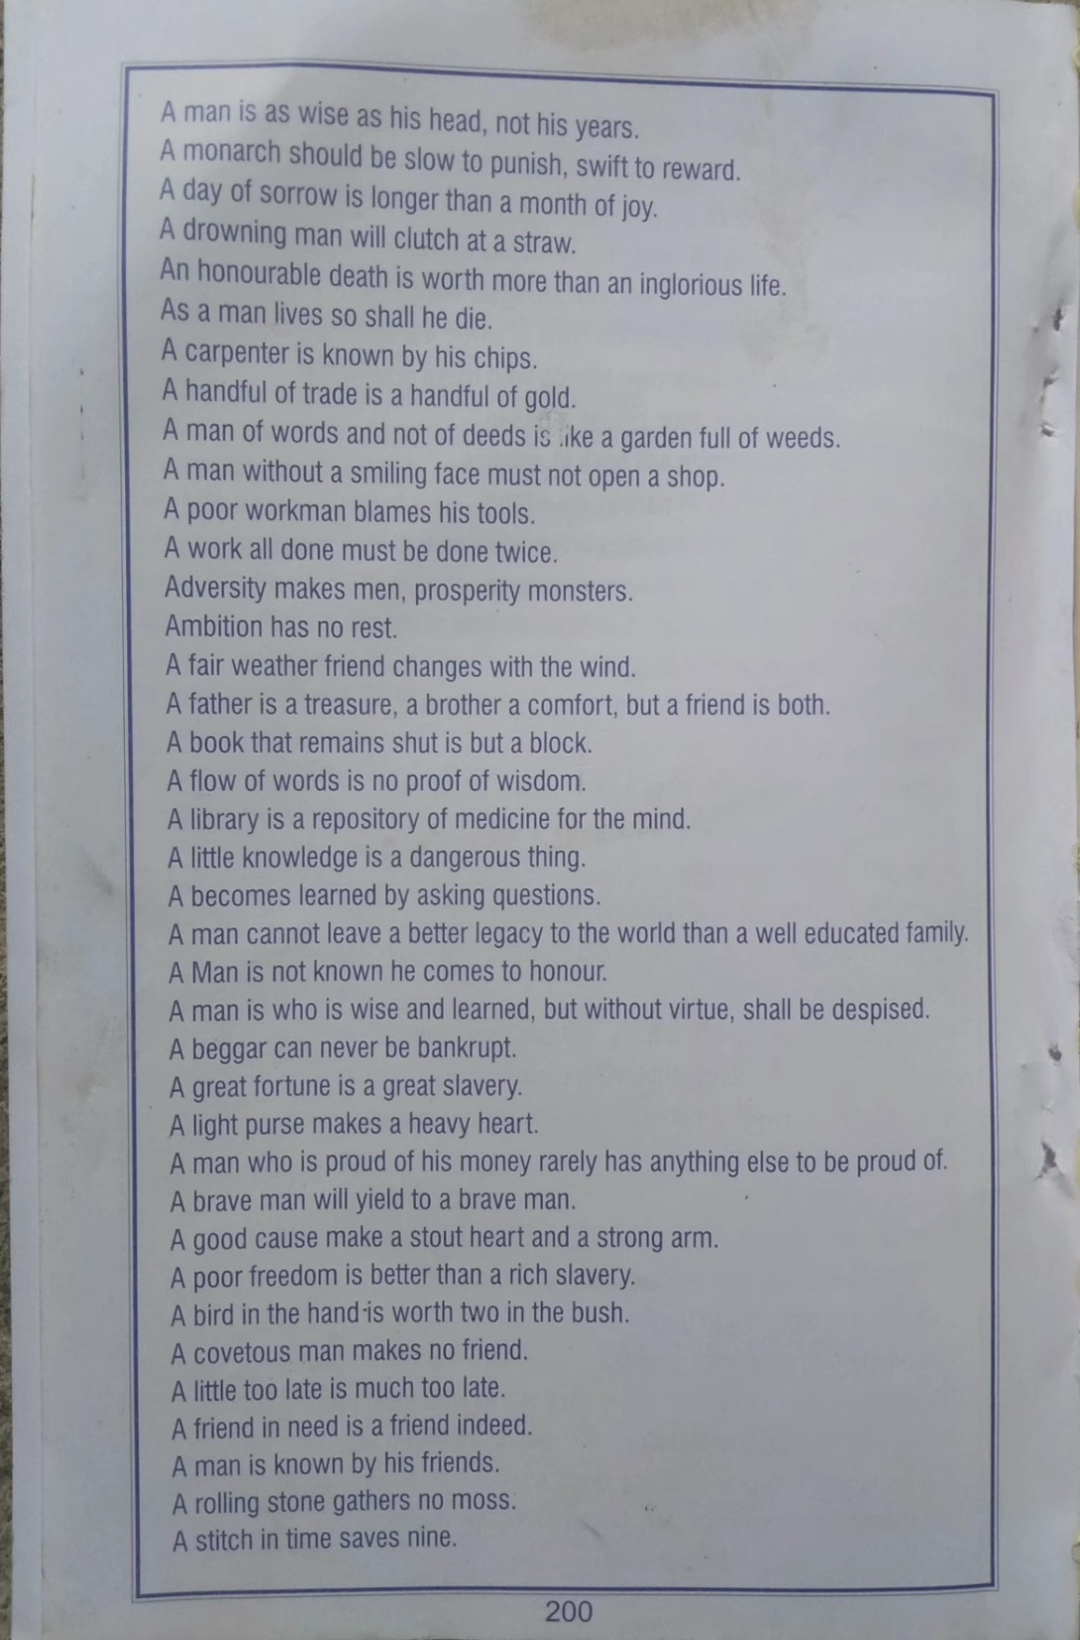 A man is as wise as his head, not his years.
A monarch should be slow to punish, swift to reward.
A day of sorrow is longer than a month of joy.
A drowning man will clutch at a straw.
An honourable death is worth more than an inglorious life.
As a man lives so shall he die.
A carpenter is known by his chips.
A handful of trade is a handful of gold.
A man of words and not of deeds is like a garden full of weeds.
A man without a smiling face must not open a shop.
A poor workman blames his tools.
A work all done must be done twice.
Adversity makes men, prosperity monsters.
Ambition has no rest.
A fair weather friend changes with the wind.
A father is a treasure, a brother a comfort, but a friend is both.
A book that remains shut is but a block.
A flow of words is no proof of wisdom.
A library is a repository of medicine for the mind.
A little knowledge is a dangerous thing.
A becomes learned by asking questions.
A man cannot leave a better legacy to the world than a well educated family.
A Man is not known he comes to honour.
A man is who is wise and learned, but without virtue, shall be despised.
A beggar can never be bankrupt.
A great fortune is a great slavery.
A light purse makes a heavy heart.
A man who is proud of his money rarely has anything else to be proud of.
A brave man will yield to a brave man.
A good cause make a stout heart and a strong arm.
A poor freedom is better than a rich slavery.
A bird in the hand is worth two in the bush.
A covetous man makes no friend.
A little too late is much too late.
A friend in need is a friend indeed.
A man is known by his friends.
A rolling stone gathers no moss.
A stitch in time saves nine.
200